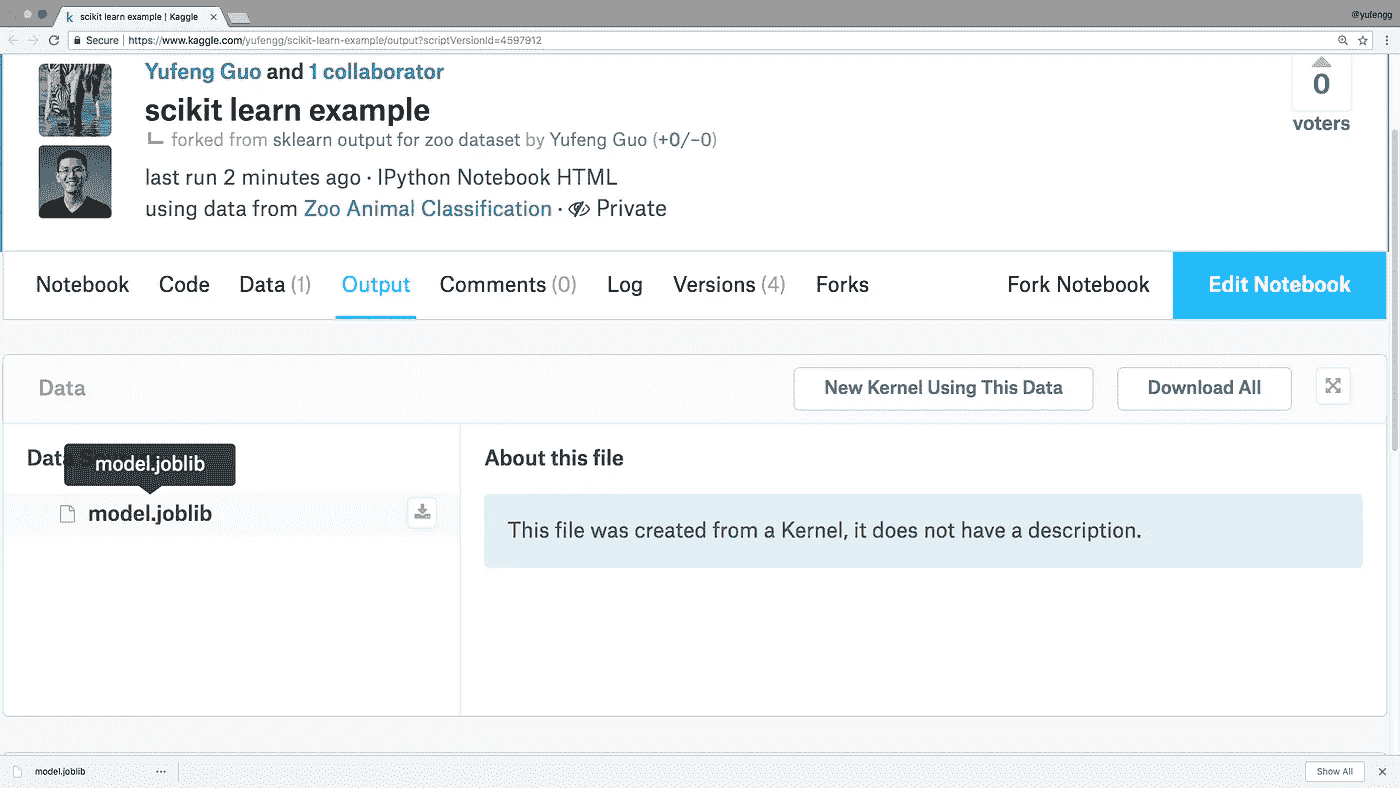 scikit learn example | Kaggle
@yufengg
Secure | https://www.kaggle.com/yufengg/scikit-learn-example/output?scriptVersionId=4597912
Yufeng Guo and 1 collaborator
0
scikit learn example
voters
forked from sklearn output for zoo dataset by Yufeng Guo (+0/-0)
last run 2 minutes ago · IPython Notebook HTML
using data from Zoo Animal Classification · Private
Notebook Code Data (1) Output Comments (0) Log Versions (4) Forks Fork Notebook Edit Notebook
Data New Kernel Using This Data Download All
Data
model.joblib
About this file
model.joblib
This file was created from a Kernel, it does not have a description.
model.joblib ... Show All